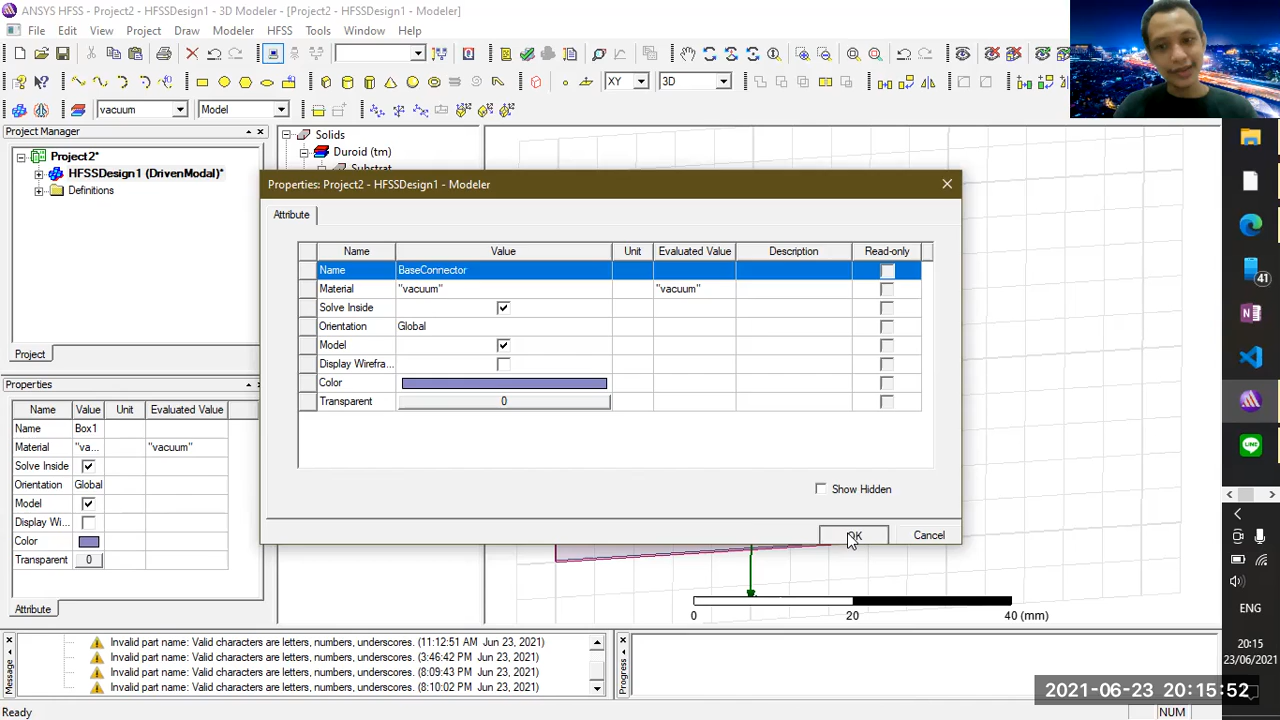 ANSYS HFSS - Project2 - HFSSDesign1 - 3D Modeler - [Project2 - HFSSDesign1 - Modeler]
File Edit View Project Draw Modeler HFSS Tools Window Help
XY 3D
vacuum Model
Project Manager
Project2*
HFSSDesign1 (DrivenModal)*
Definitions
Project
Solids
Duroid (tm)
Substrat
Properties: Project2 - HFSSDesign1 - Modeler
Attribute
Name Value Unit Evaluated Value Description Read-only
Name BaseConnector
Material "vacuum" "vacuum"
Solve Inside
Orientation Global
Model
Display Wirefra...
Color
Transparent 0
Show Hidden
OK Cancel
Properties
Name Value Unit Evaluated Value
Name Box1
Material "va... "vacuum"
Solve Inside
Orientation Global
Model
Display Wi...
Color
Transparent 0
Attribute
0 20 40 (mm)
Message
Invalid part name: Valid characters are letters, numbers, underscores. (11:12:51 AM Jun 23, 2021)
Invalid part name: Valid characters are letters, numbers, underscores. (3:46:42 PM Jun 23, 2021)
Invalid part name: Valid characters are letters, numbers, underscores. (8:09:43 PM Jun 23, 2021)
Invalid part name: Valid characters are letters, numbers, underscores. (8:10:02 PM Jun 23, 2021)
Progress
Ready
NUM
41
N
LINE
ENG
20:15
23/06/2021
2021-06-23 20:15:52